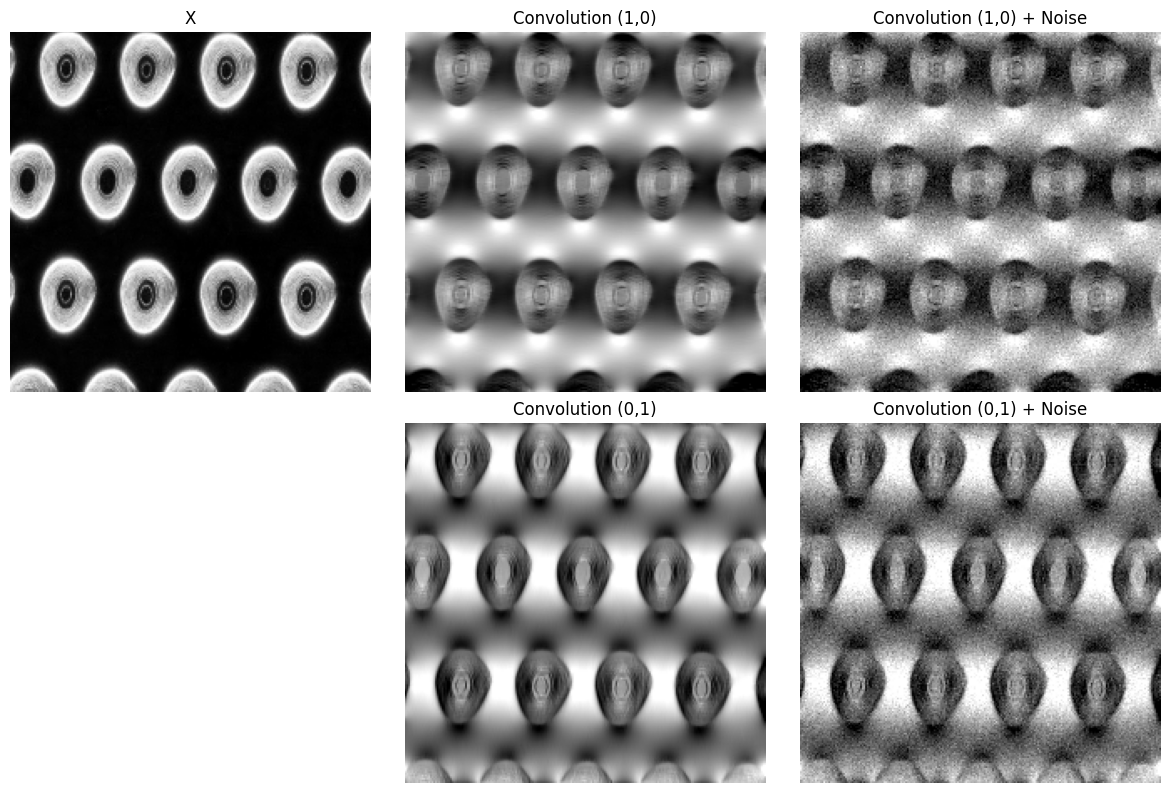 X
Convolution (1,0)
Convolution (1,0) + Noise
Convolution (0,1)
Convolution (0,1) + Noise